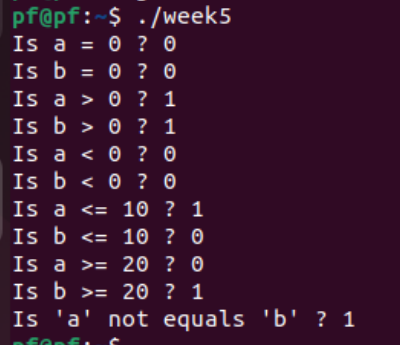 pf@pf:~$ ./week5
Is a = 0 ? 0
Is b = 0 ? 0
Is a > 0 ? 1
Is b > 0 ? 1
Is a < 0 ? 0
Is b < 0 ? 0
Is a <= 10 ? 1
Is b <= 10 ? 0
Is a >= 20 ? 0
Is b >= 20 ? 1
Is 'a' not equals 'b' ? 1